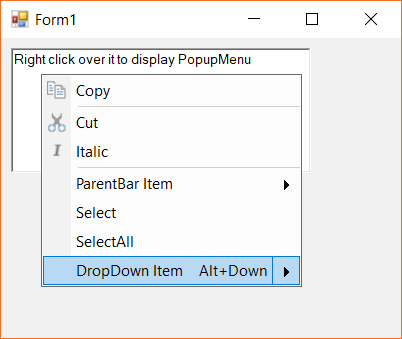 Form1
Right click over it to display PopupMenu
Copy
Cut
Italic
ParentBar Item
Select
SelectAll
DropDown Item Alt+Down